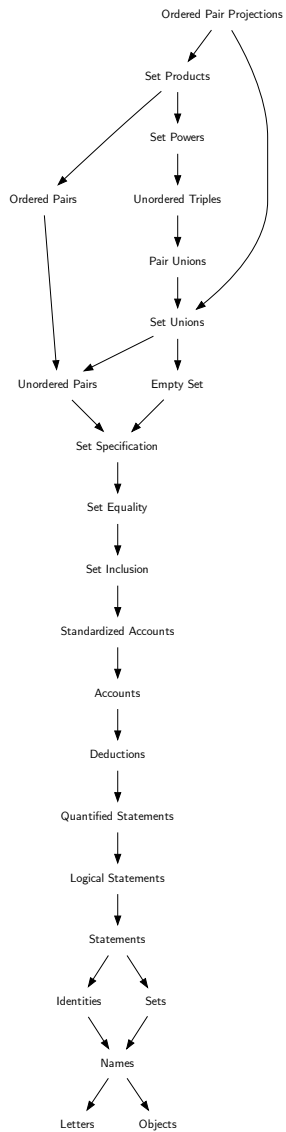 Ordered Pair Projections
Set Products
Set Powers
Ordered Pairs
Unordered Triples
Pair Unions
Set Unions
Unordered Pairs
Empty Set
Set Specification
Set Equality
Set Inclusion
Standardized Accounts
Accounts
Deductions
Quantified Statements
Logical Statements
Statements
Identities
Sets
Names
Letters
Objects